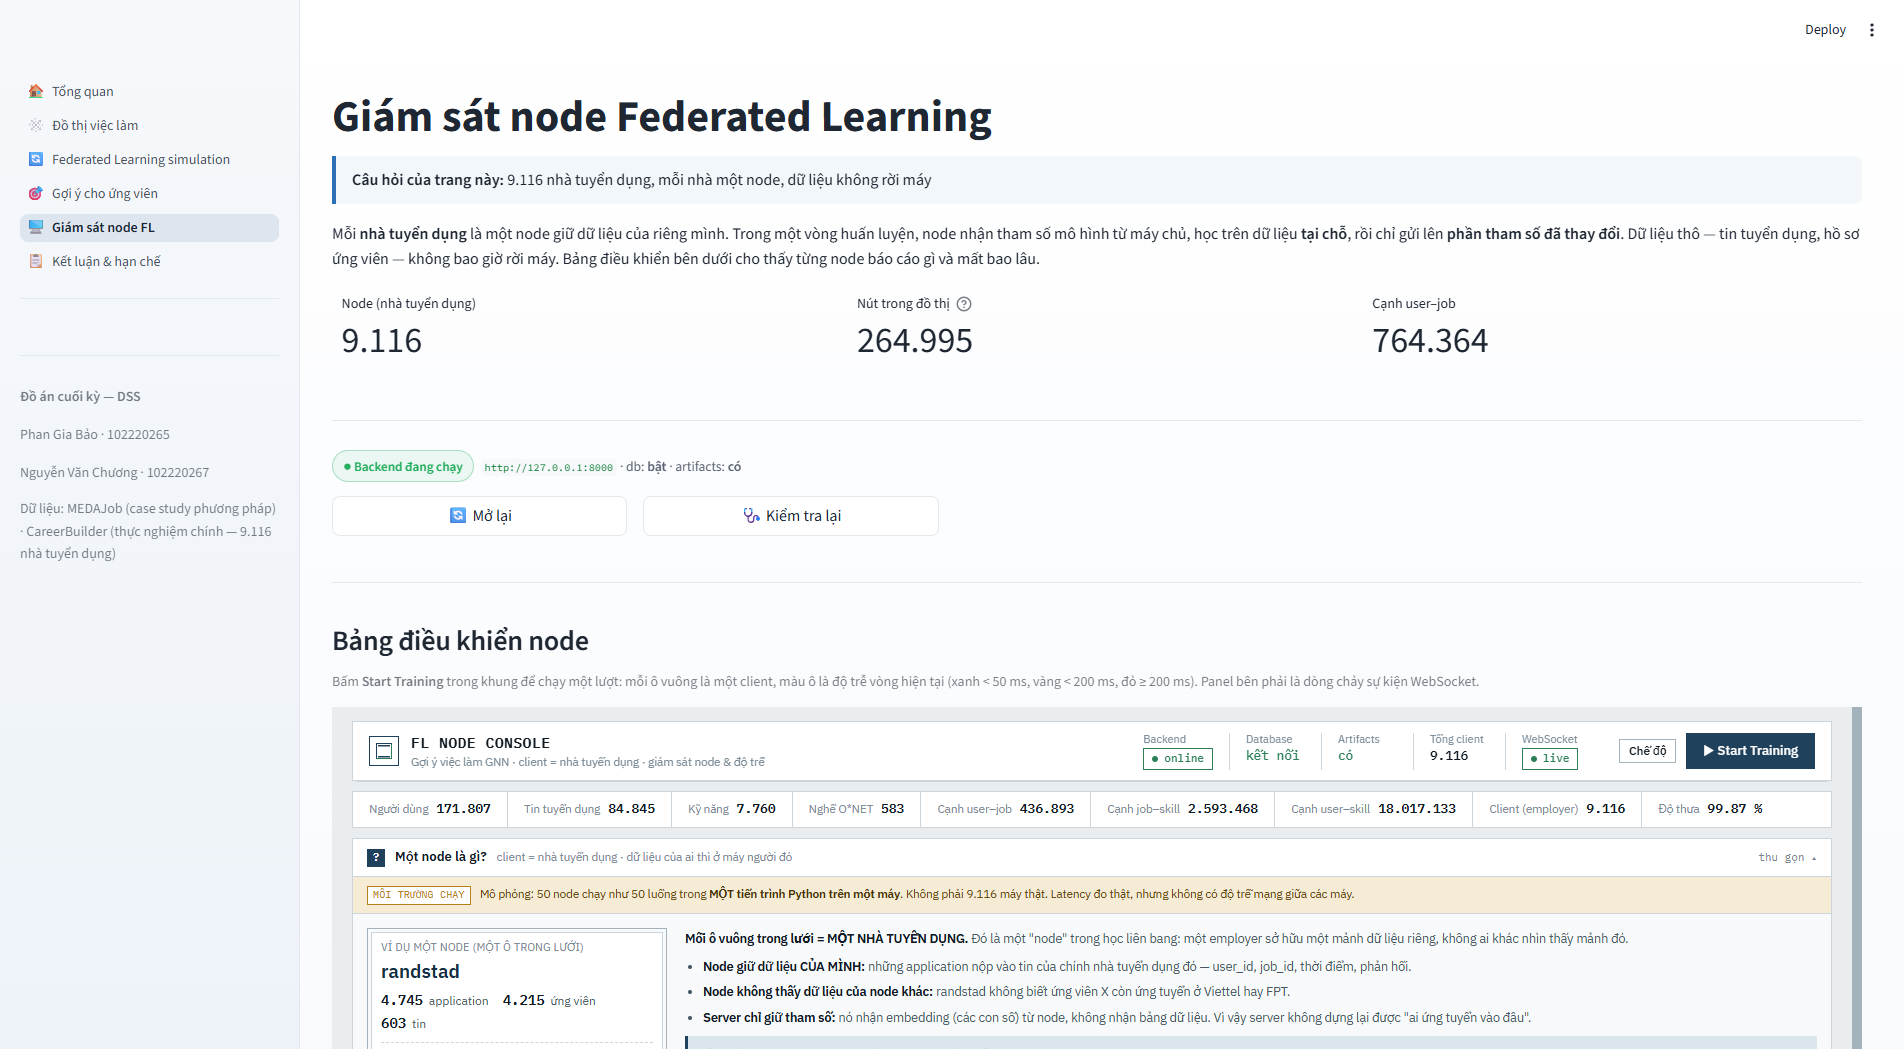 Deploy
Tổng quan
Đồ thị việc làm
Federated Learning simulation
Gợi ý cho ứng viên
Giám sát node FL
Kết luận & hạn chế
Đồ án cuối kỳ — DSS
Phan Gia Bảo · 102220265
Nguyễn Văn Chương · 102220267
Dữ liệu: MEDAJob (case study phương pháp)
· CareerBuilder (thực nghiệm chính — 9.116
nhà tuyển dụng)
Giám sát node Federated Learning
Câu hỏi của trang này: 9.116 nhà tuyển dụng, mỗi nhà một node, dữ liệu không rời máy
Mỗi nhà tuyển dụng là một node giữ dữ liệu của riêng mình. Trong một vòng huấn luyện, node nhận tham số mô hình từ máy chủ, học trên dữ liệu tại chỗ, rồi chỉ gửi lên phần tham số đã thay đổi. Dữ liệu thô — tin tuyển dụng, hồ sơ
ứng viên — không bao giờ rời máy. Bảng điều khiển bên dưới cho thấy từng node báo cáo gì và mất bao lâu.
Node (nhà tuyển dụng)
9.116
Nút trong đồ thị
264.995
Cạnh user–job
764.364
Backend đang chạy http://127.0.0.1:8000 · db: bật · artifacts: có
Mở lại
Kiểm tra lại
Bảng điều khiển node
Bấm Start Training trong khung để chạy một lượt: mỗi ô vuông là một client, màu ô là độ trễ vòng hiện tại (xanh < 50 ms, vàng < 200 ms, đỏ ≥ 200 ms). Panel bên phải là dòng chảy sự kiện WebSocket.
FL NODE CONSOLE
Gợi ý việc làm GNN · client = nhà tuyển dụng · giám sát node & độ trễ
Backend
● online
Database
kết nối
Artifacts
có
Tổng client
9.116
WebSocket
● live
Chế độ
▶ Start Training
Người dùng 171.807
Tin tuyển dụng 84.845
Kỹ năng 7.760
Nghề O*NET 583
Cạnh user–job 436.893
Cạnh job–skill 2.593.468
Cạnh user–skill 18.017.133
Client (employer) 9.116
Độ thưa 99.87 %
? Một node là gì? client = nhà tuyển dụng · dữ liệu của ai thì ở máy người đó
thu gọn ▴
MÔI TRƯỜNG CHẠY Mô phỏng: 50 node chạy như 50 luồng trong MỘT tiến trình Python trên một máy. Không phải 9.116 máy thật. Latency đo thật, nhưng không có độ trễ mạng giữa các máy.
VÍ DỤ MỘT NODE (MỘT Ô TRONG LƯỚI)
randstad
4.745 application 4.215 ứng viên
603 tin
Mỗi ô vuông trong lưới = MỘT NHÀ TUYỂN DỤNG. Đó là một "node" trong học liên bang: một employer sở hữu một mảnh dữ liệu riêng, không ai khác nhìn thấy mảnh đó.
• Node giữ dữ liệu CỦA MÌNH: những application nộp vào tin của chính nhà tuyển dụng đó — user_id, job_id, thời điểm, phản hồi.
• Node không thấy dữ liệu của node khác: randstad không biết ứng viên X còn ứng tuyển ở Viettel hay FPT.
• Server chỉ giữ tham số: nó nhận embedding (các con số) từ node, không nhận bảng dữ liệu. Vì vậy server không dựng lại được "ai ứng tuyển vào đâu".